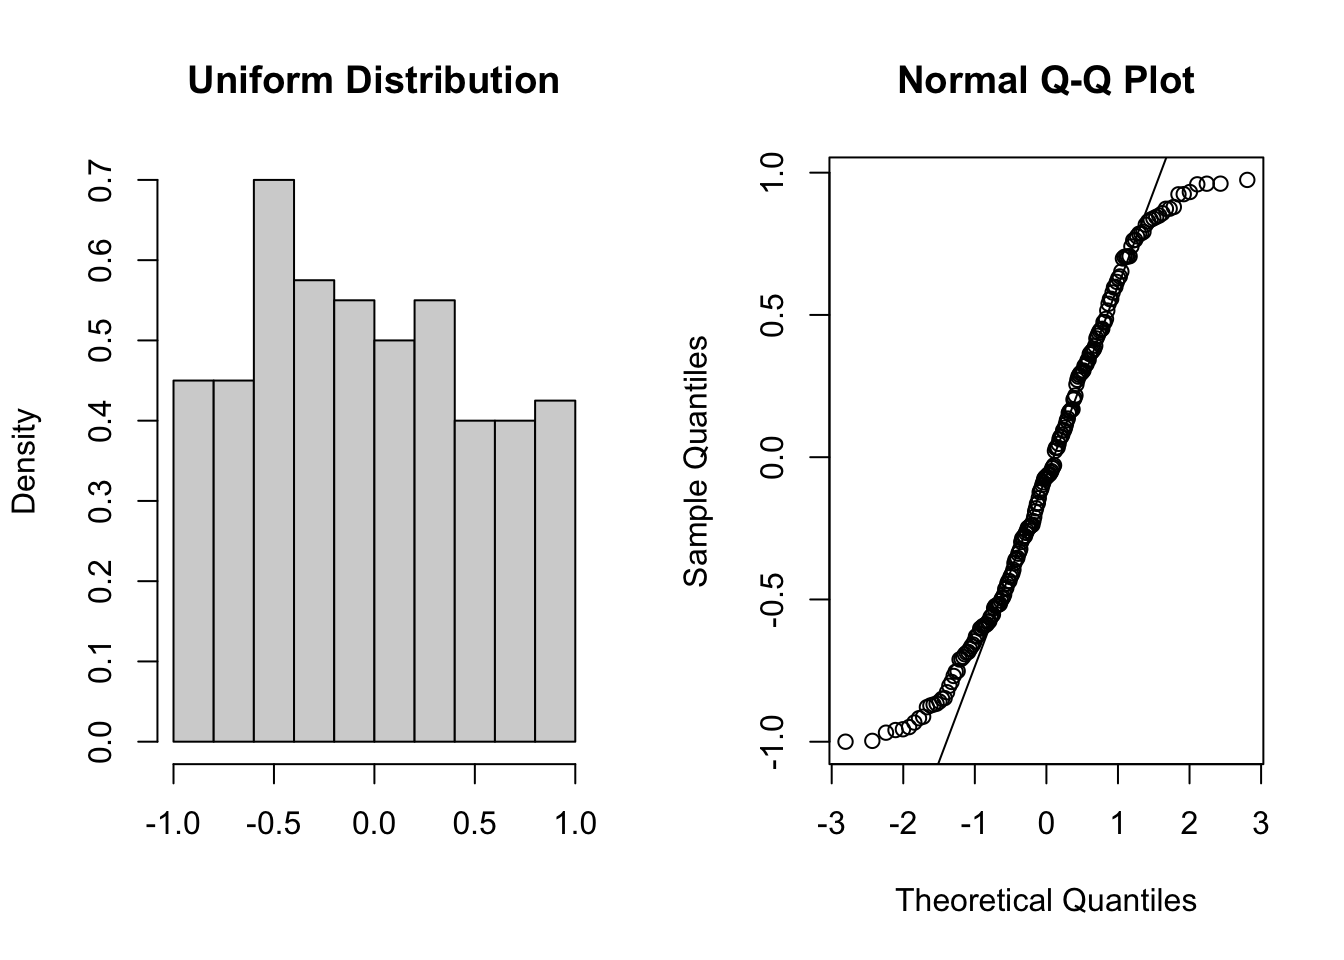 Uniform Distribution
Density
0.7
0.6
0.5
0.4
0.3
0.2
0.1
0.0
-1.0 -0.5 0.0 0.5 1.0
Normal Q-Q Plot
Sample Quantiles
1.0
0.5
0.0
-0.5
-1.0
-3 -2 -1 0 1 2 3
Theoretical Quantiles